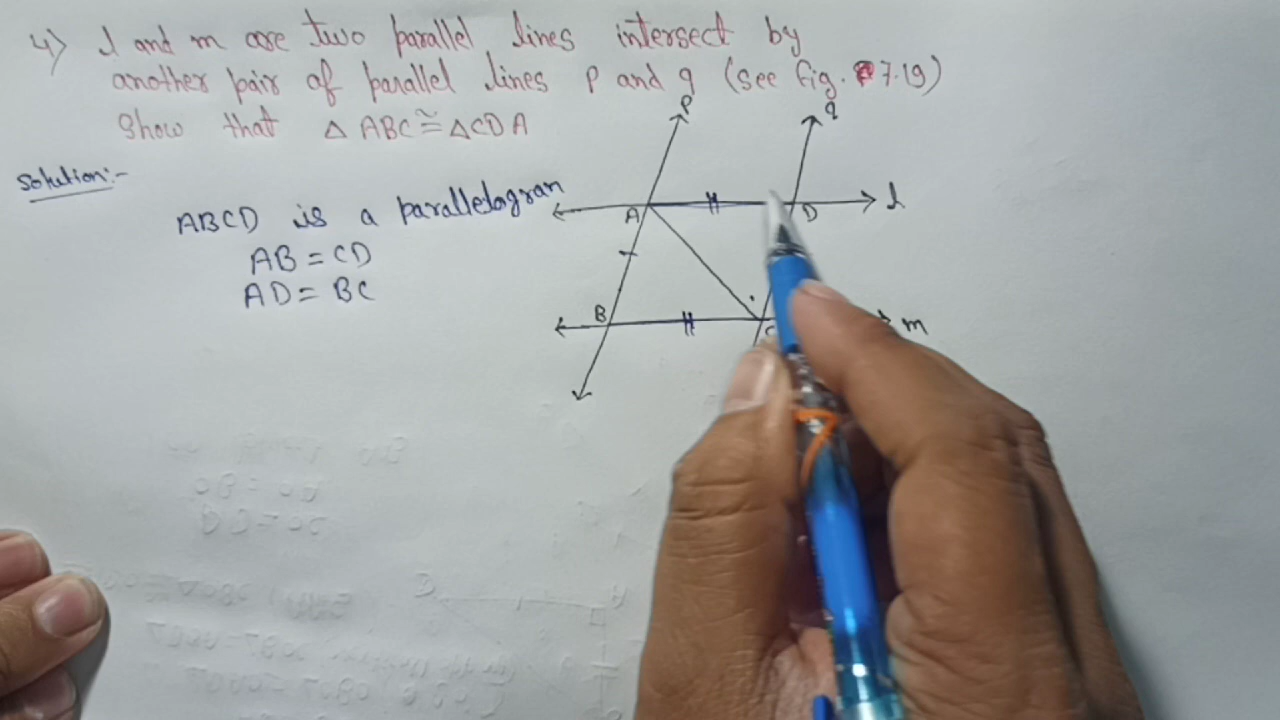 4) l and m are two parallel lines intersect by
another pair of parallel lines p and q (see fig. 7.19)
Show that △ ABC ≅ △ CDA
Solution:-
ABCD is a paralledogran
AB = CD
AD = BC
p
q
A
D
l
B
C
m